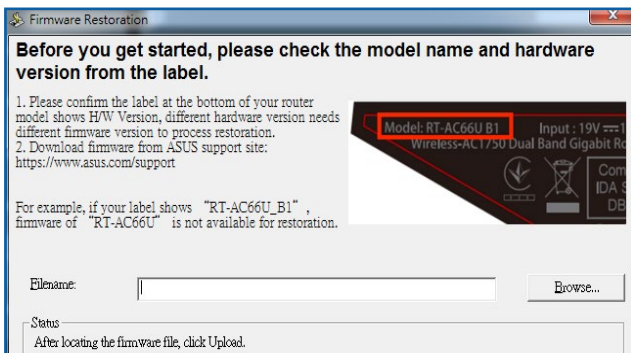 Firmware Restoration
Before you get started, please check the model name and hardware
version from the label.
1. Please confirm the label at the bottom of your router
model shows H/W Version, different hardware version needs
different firmware version to process restoration.
2. Download firmware from ASUS support site:
https://www.asus.com/support
For example, if your label shows "RT-AC66U_B1",
firmware of "RT-AC66U" is not available for restoration.
Model: RT-AC66U B1 Input : 19V
Wireless-AC1750 Dual Band Gigabit
Com
IDA S
DB
Filename:
Browse...
Status
After locating the firmware file, click Upload.